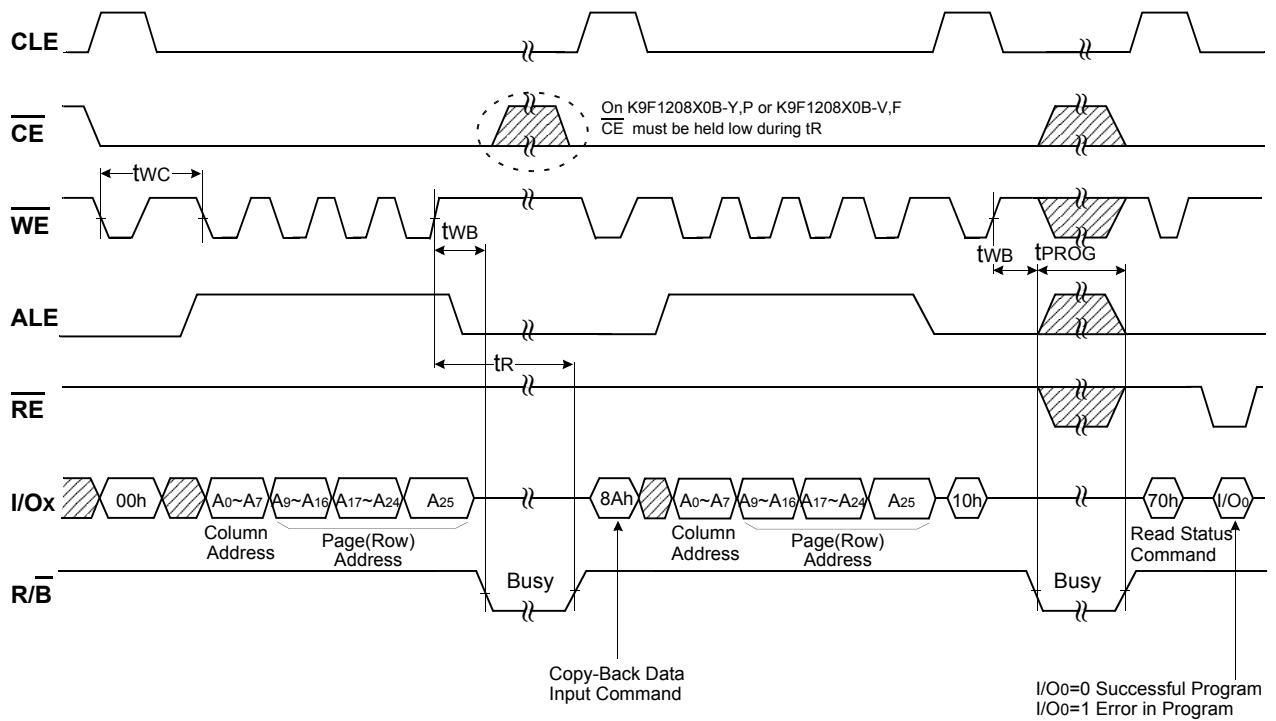 CLE
On K9F1208X0B-Y,P or K9F1208X0B-V,F
CE
CE must be held low during tR
tWC
WE
tWB
tWB
tPROG
ALE
tR
RE
I/Ox
00h
A0~A7
A9~A16
A17~A24
A25
8Ah
A0~A7
A9~A16
A17~A24
A25
10h
70h
I/O0
Column
Address
Page(Row)
Address
Column
Address
Page(Row)
Address
Read Status
Command
R/B
Busy
Busy
Copy-Back Data
Input Command
I/O0=0 Successful Program
I/O0=1 Error in Program